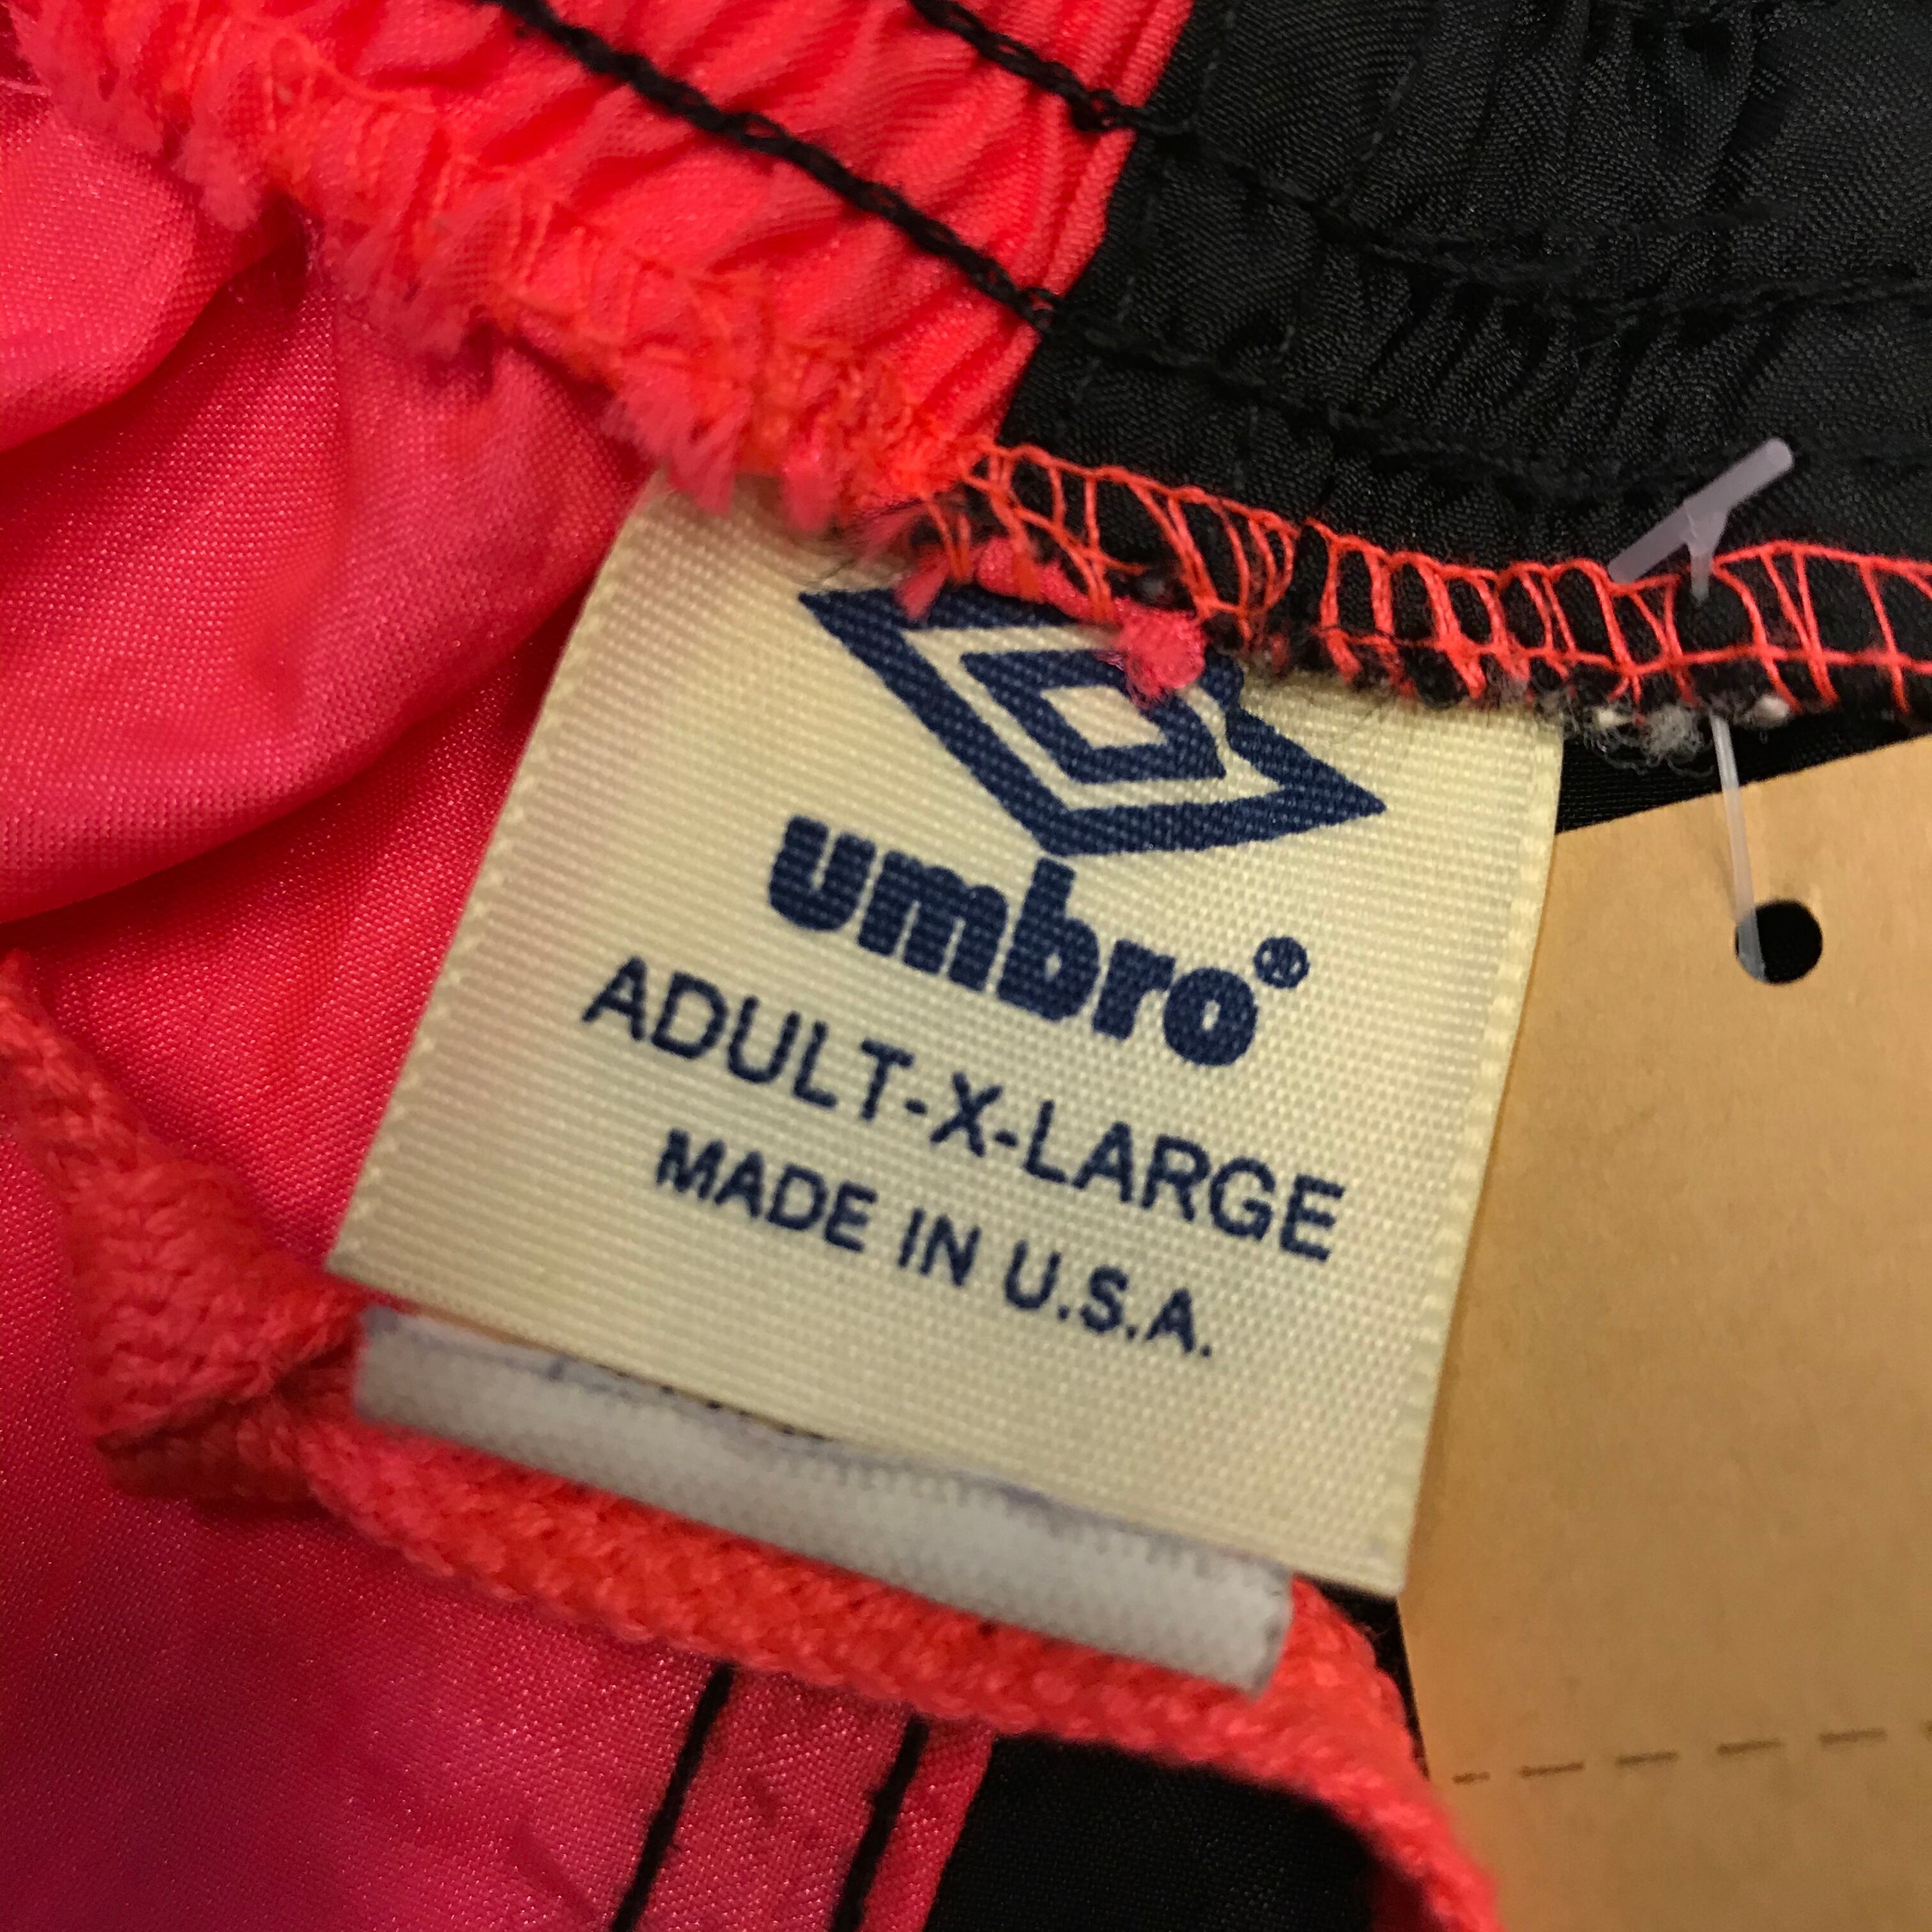 umbro®
ADULT-X-LARGE
MADE IN U.S.A.